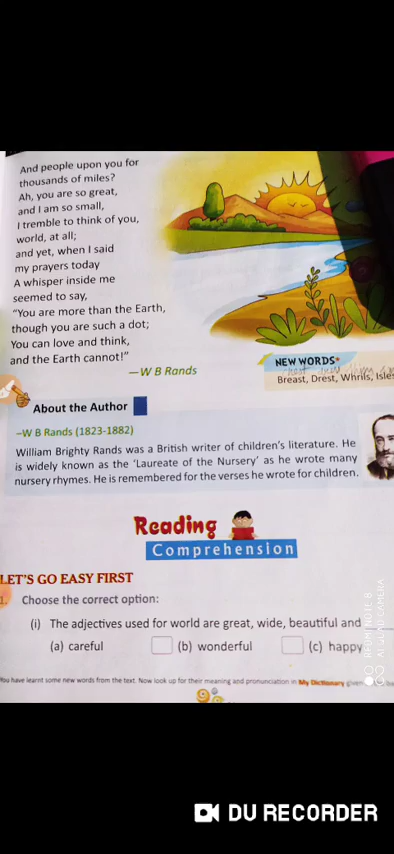 And people upon you for
thousands of miles?
Ah, you are so great,
and I am so small,
I tremble to think of you,
world, at all;
and yet, when I said
my prayers today
A whisper inside me
seemed to say,
"You are more than the Earth,
though you are such a dot;
You can love and think,
and the Earth cannot!"
—W B Rands
NEW WORDS*
Breast, Drest, Whrils, Isles
About the Author
–W B Rands (1823-1882)
William Brighty Rands was a British writer of children's literature. He
is widely known as the 'Laureate of the Nursery' as he wrote many
nursery rhymes. He is remembered for the verses he wrote for children.
Reading
Comprehension
LET'S GO EASY FIRST
1. Choose the correct option:
(i) The adjectives used for world are great, wide, beautiful and
(a) careful (b) wonderful (c) happy
You have learnt some new words from the text. Now look up for their meaning and pronunciation in My Dictionary given
REDMI NOTE 8
AI QUAD CAMERA
DU RECORDER